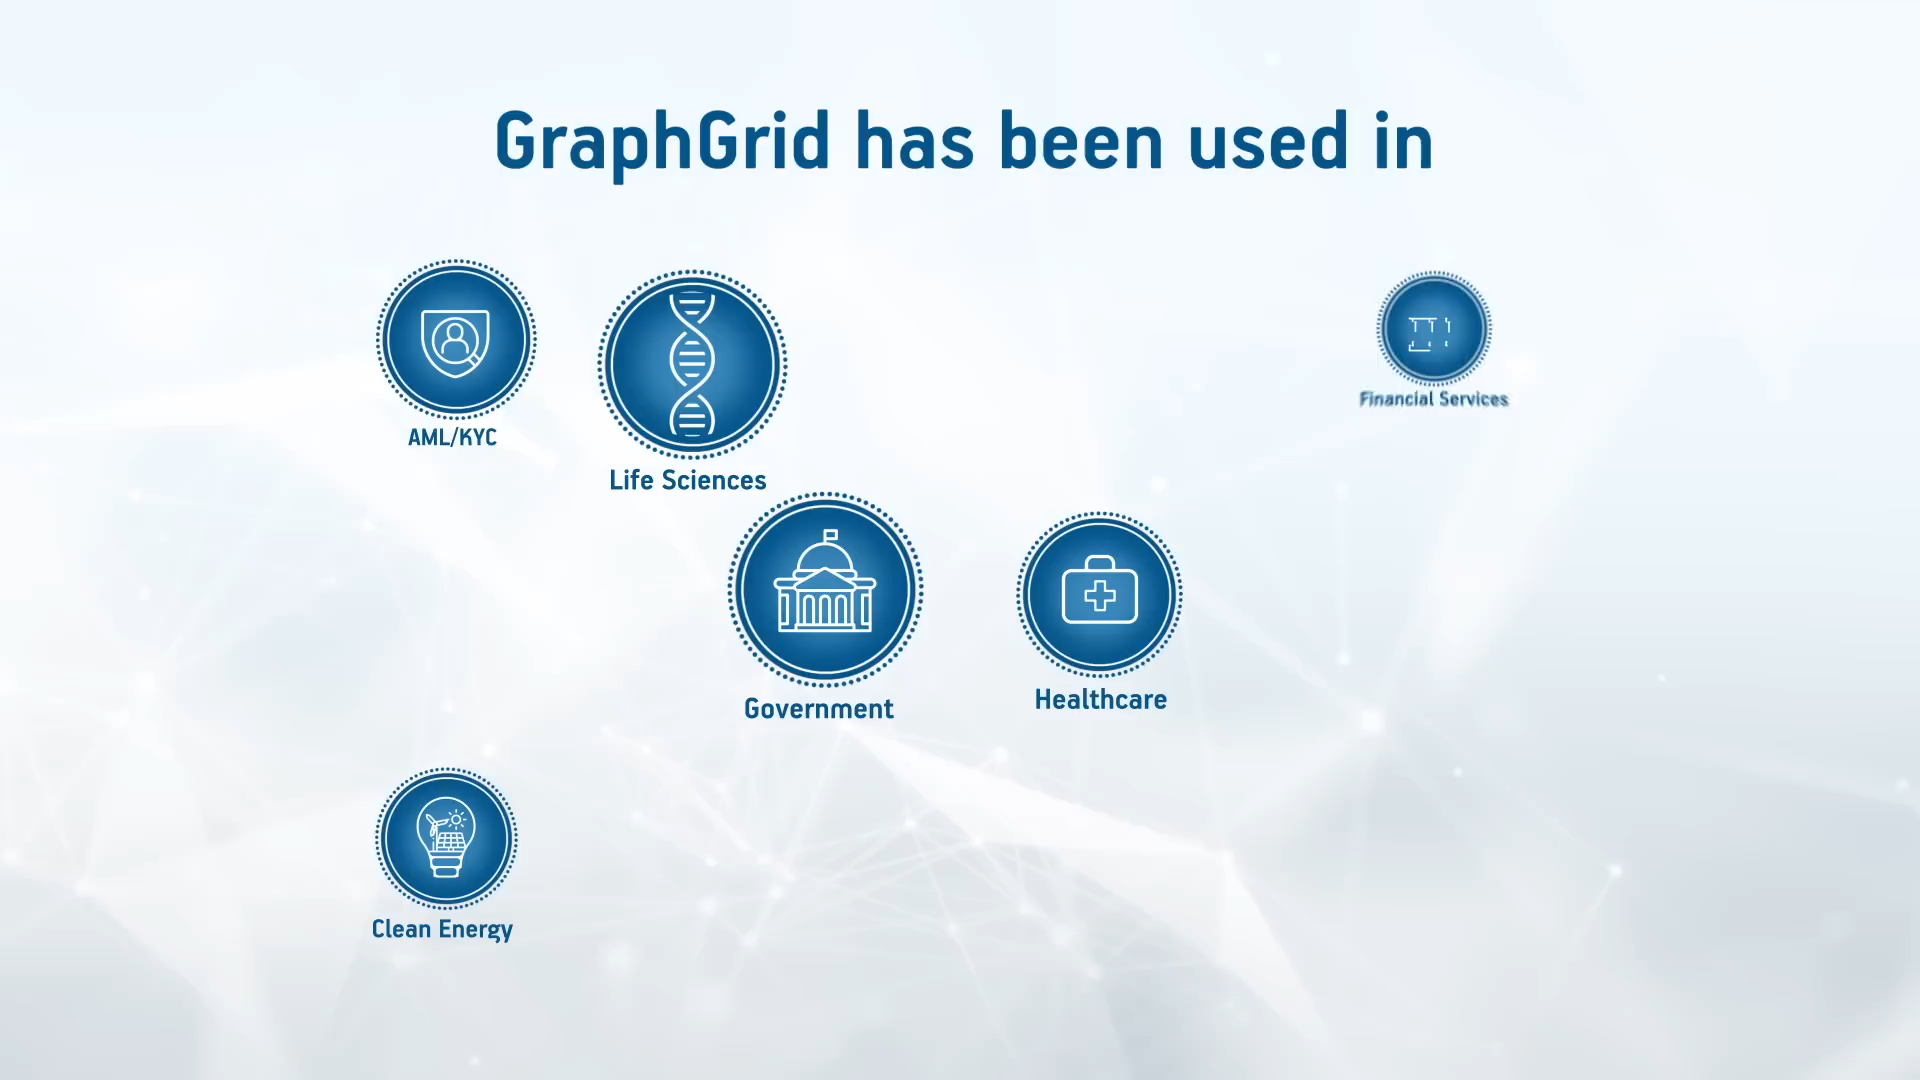 GraphGrid has been used in
AML/KYC
Life Sciences
Financial Services
Government
Healthcare
Clean Energy